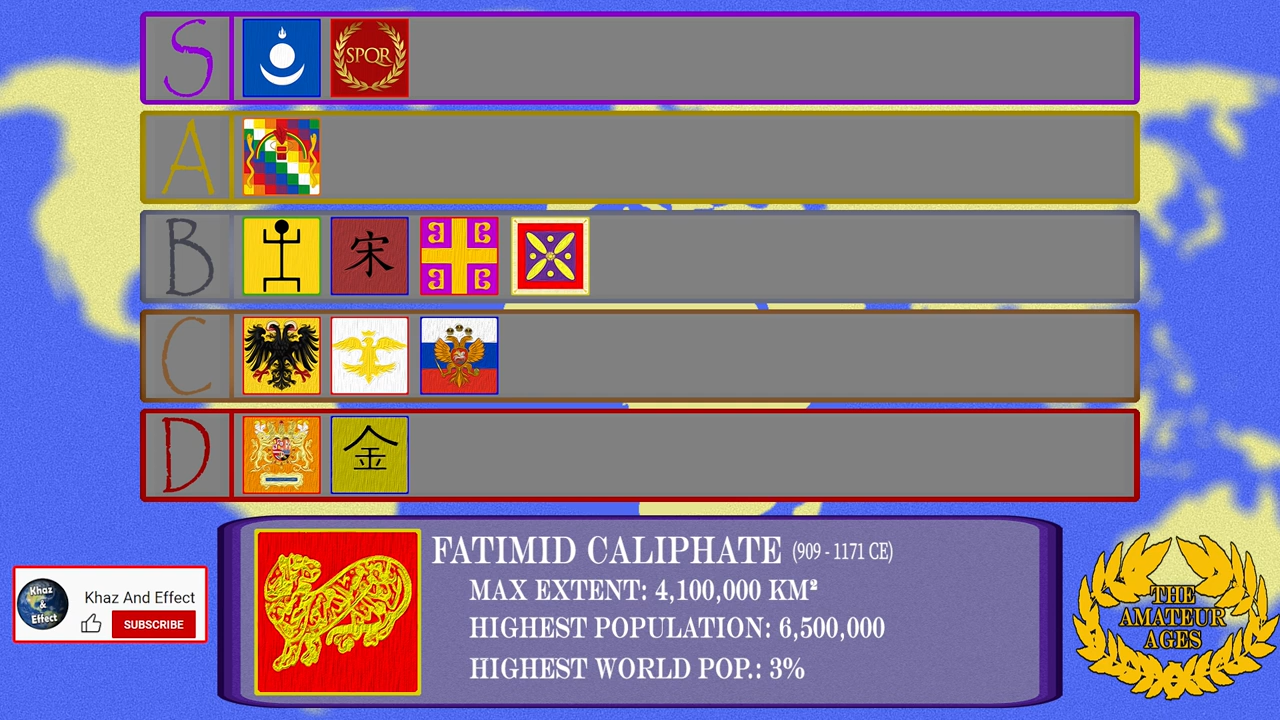 S
SPQR
A
B
宋
C
D
金
FATIMID CALIPHATE (909 - 1171 CE)
MAX EXTENT: 4,100,000 KM²
HIGHEST POPULATION: 6,500,000
HIGHEST WORLD POP.: 3%
Khaz
&
Effect
Khaz And Effect
SUBSCRIBE
THE
AMATEUR
AGES